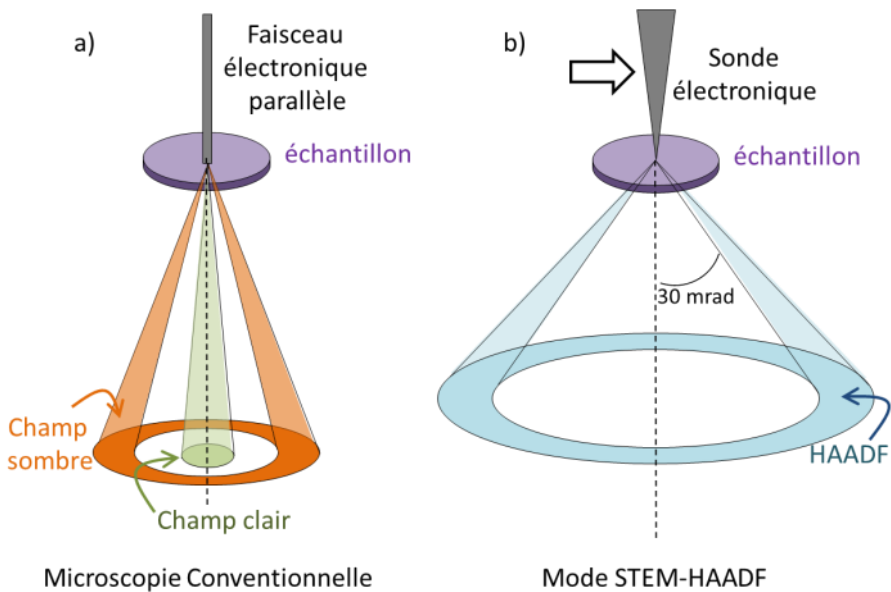 a)
Faisceau
électronique
parallèle
échantillon
Champ
sombre
Champ clair
Microscopie Conventionnelle
b)
Sonde
électronique
échantillon
30 mrad
HAADF
Mode STEM-HAADF